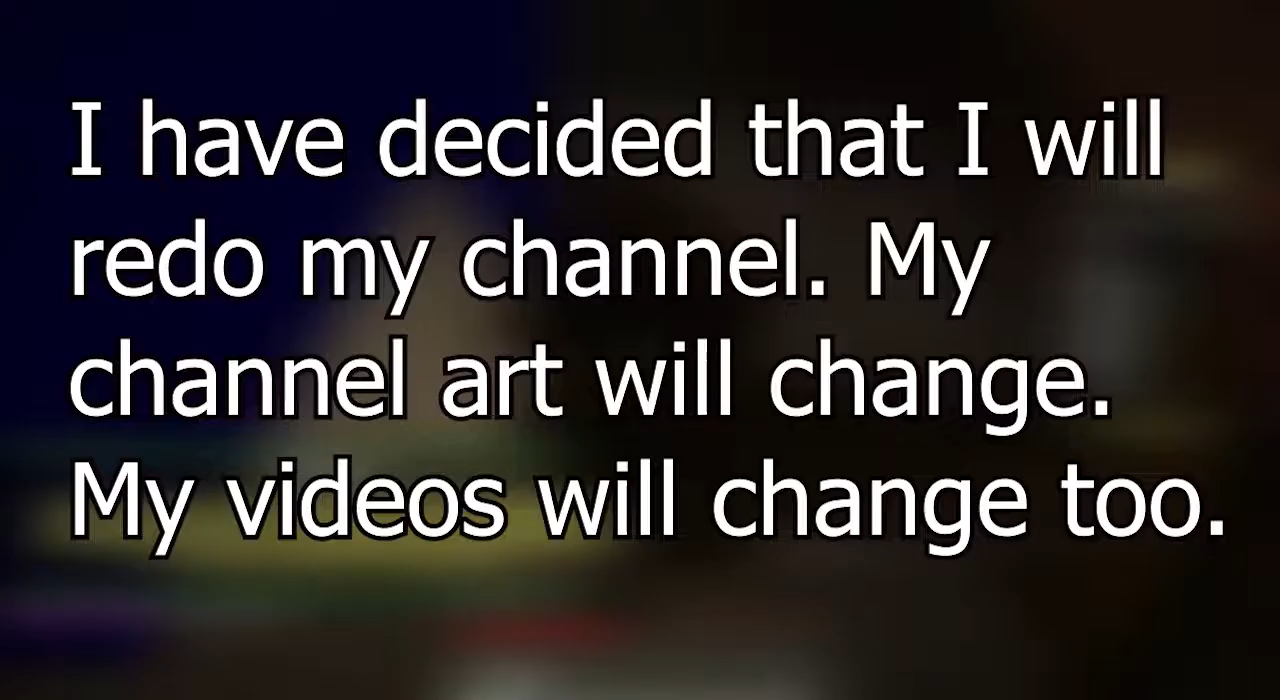 I have decided that I will
redo my channel. My
channel art will change.
My videos will change too.